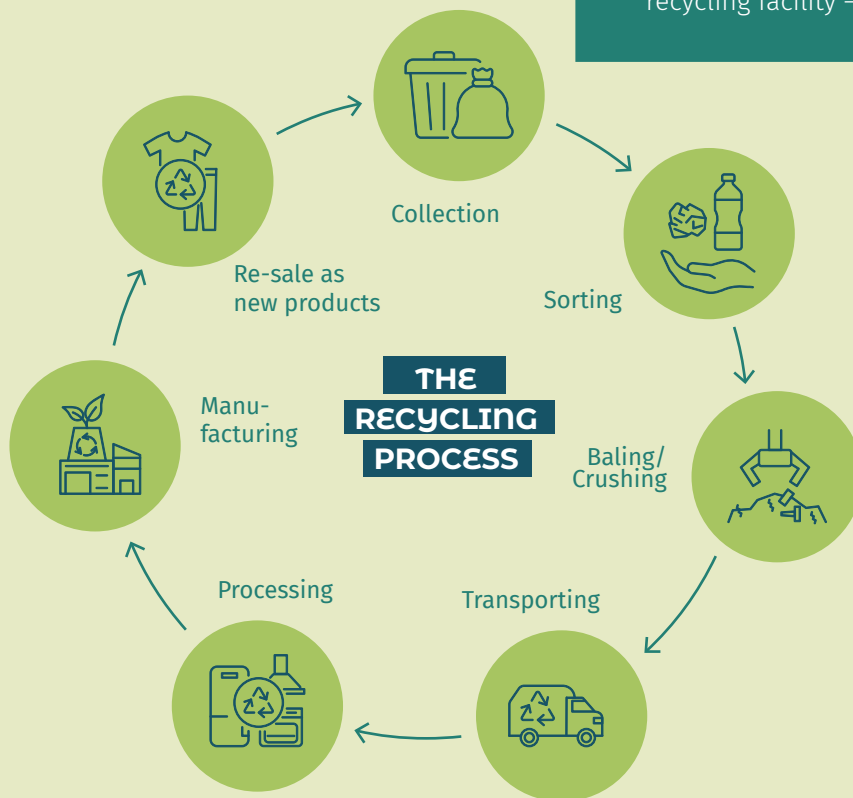 recycling facility –
Collection
Sorting
Re-sale as
new products
THE
RECYCLING
PROCESS
Manu-
facturing
Baling/
Crushing
Processing
Transporting